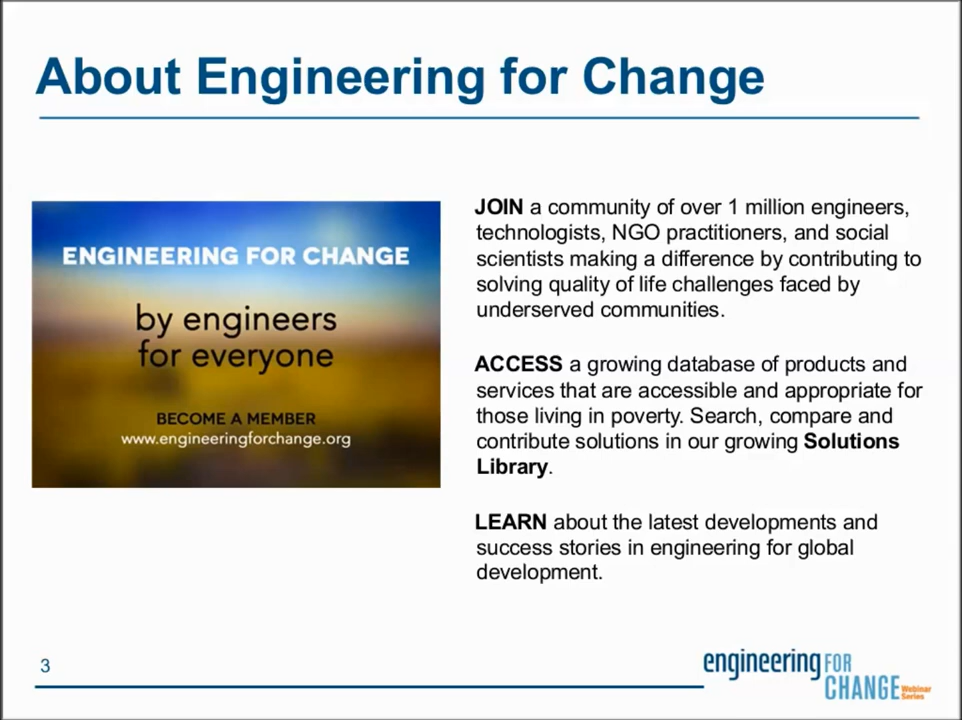 About Engineering for Change
ENGINEERING FOR CHANGE
by engineers
for everyone
BECOME A MEMBER
www.engineeringforchange.org
JOIN a community of over 1 million engineers,
technologists, NGO practitioners, and social
scientists making a difference by contributing to
solving quality of life challenges faced by
underserved communities.
ACCESS a growing database of products and
services that are accessible and appropriate for
those living in poverty. Search, compare and
contribute solutions in our growing Solutions
Library.
LEARN about the latest developments and
success stories in engineering for global
development.
3
engineering FOR
CHANGE Webinar
Series